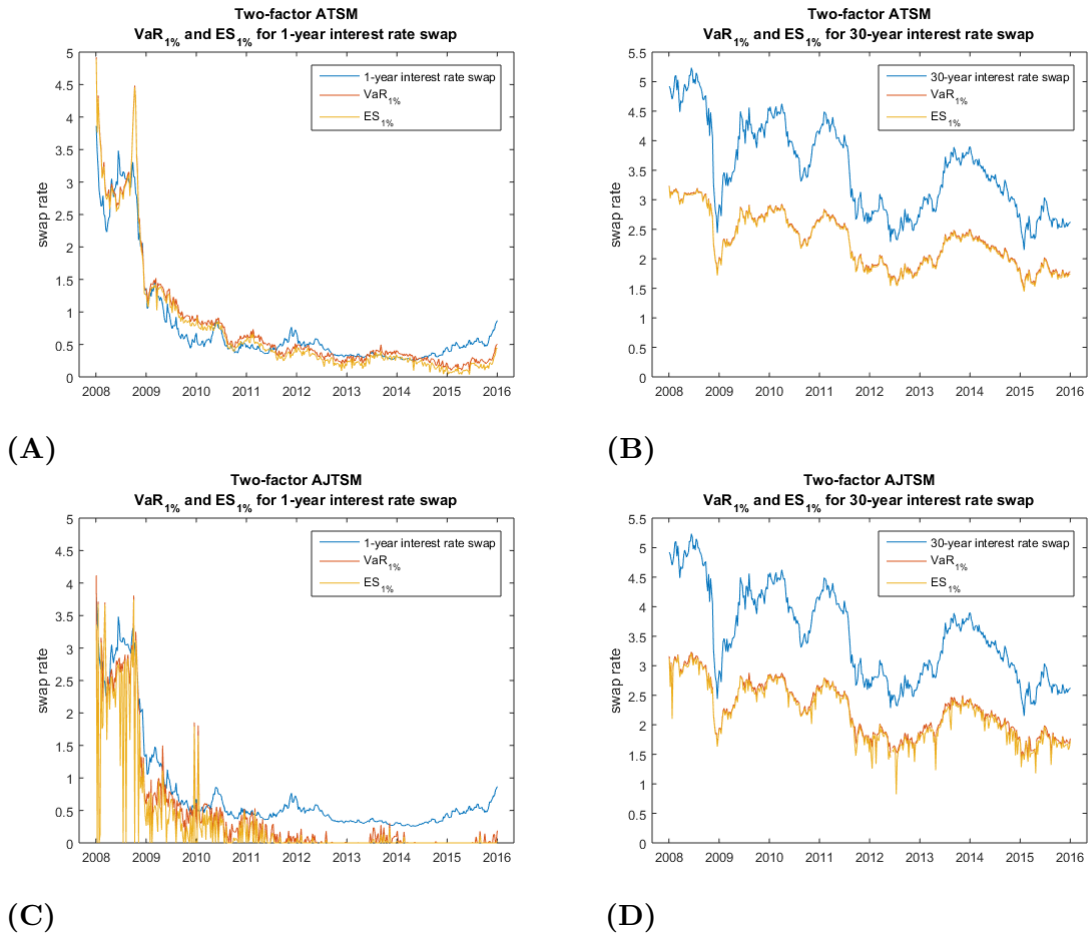 Two-factor ATSM
VaR1% and ES1% for 1-year interest rate swap
swap rate
5
4.5
4
3.5
3
2.5
2
1.5
1
0.5
0
1-year interest rate swap
VaR1%
ES1%
2008 2009 2010 2011 2012 2013 2014 2015 2016
(A)
Two-factor ATSM
VaR1% and ES1% for 30-year interest rate swap
swap rate
5.5
5
4.5
4
3.5
3
2.5
2
1.5
1
0.5
0
30-year interest rate swap
VaR1%
ES1%
2008 2009 2010 2011 2012 2013 2014 2015 2016
(B)
Two-factor AJTSM
VaR1% and ES1% for 1-year interest rate swap
swap rate
5
4.5
4
3.5
3
2.5
2
1.5
1
0.5
0
1-year interest rate swap
VaR1%
ES1%
2008 2009 2010 2011 2012 2013 2014 2015 2016
(C)
Two-factor AJTSM
VaR1% and ES1% for 30-year interest rate swap
swap rate
5.5
5
4.5
4
3.5
3
2.5
2
1.5
1
0.5
0
30-year interest rate swap
VaR1%
ES1%
2008 2009 2010 2011 2012 2013 2014 2015 2016
(D)